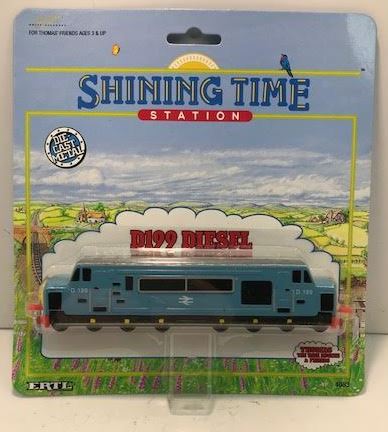 FOR THOMAS' FRIENDS AGES 3 & UP
SHINING TIME
STATION
DIE-
CAST
METAL
D199 DIESEL
D 199
D 199
THOMAS
THE TANK ENGINE
& FRIENDS
ERTL